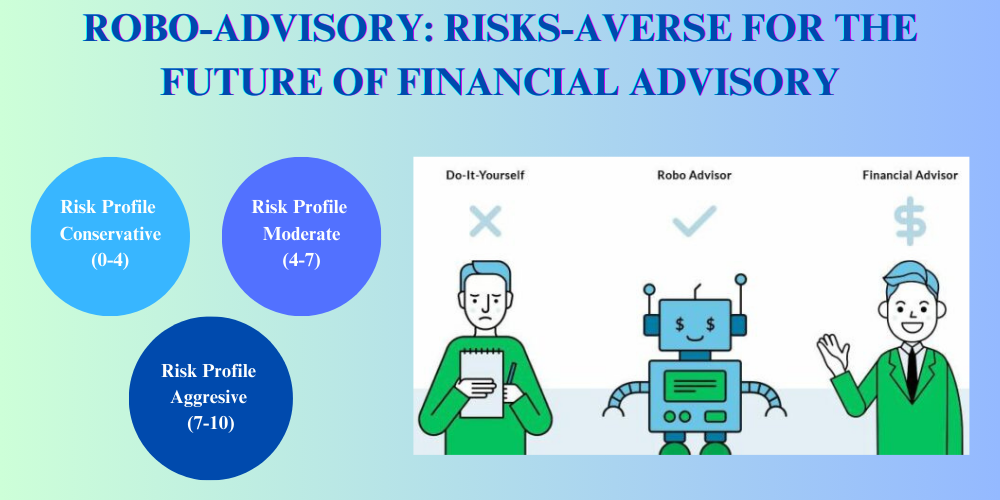 ROBO-ADVISORY: RISKS-AVERSE FOR THE
FUTURE OF FINANCIAL ADVISORY
Risk Profile
Conservative
(0-4)
Risk Profile
Moderate
(4-7)
Risk Profile
Aggresive
(7-10)
Do-It-Yourself
Robo Advisor
Financial Advisor
$
$ $